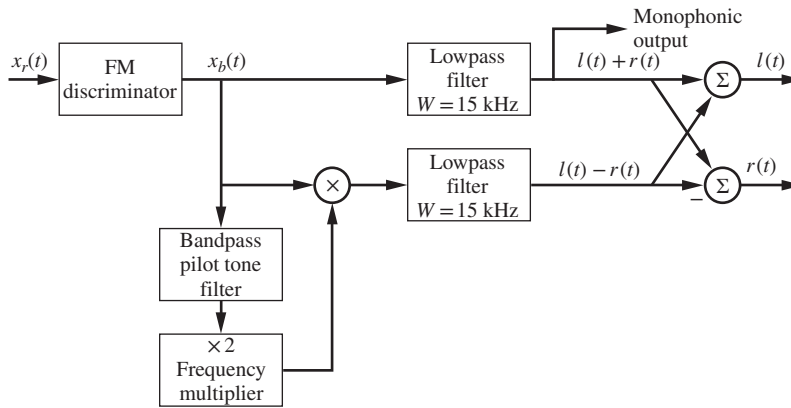 Monophonic
output
x_r(t)
FM
discriminator
x_b(t)
Lowpass
filter
W = 15 kHz
l(t) + r(t)
Σ
l(t)
×
Lowpass
filter
W = 15 kHz
l(t) − r(t)
−
Σ
r(t)
Bandpass
pilot tone
filter
× 2
Frequency
multiplier